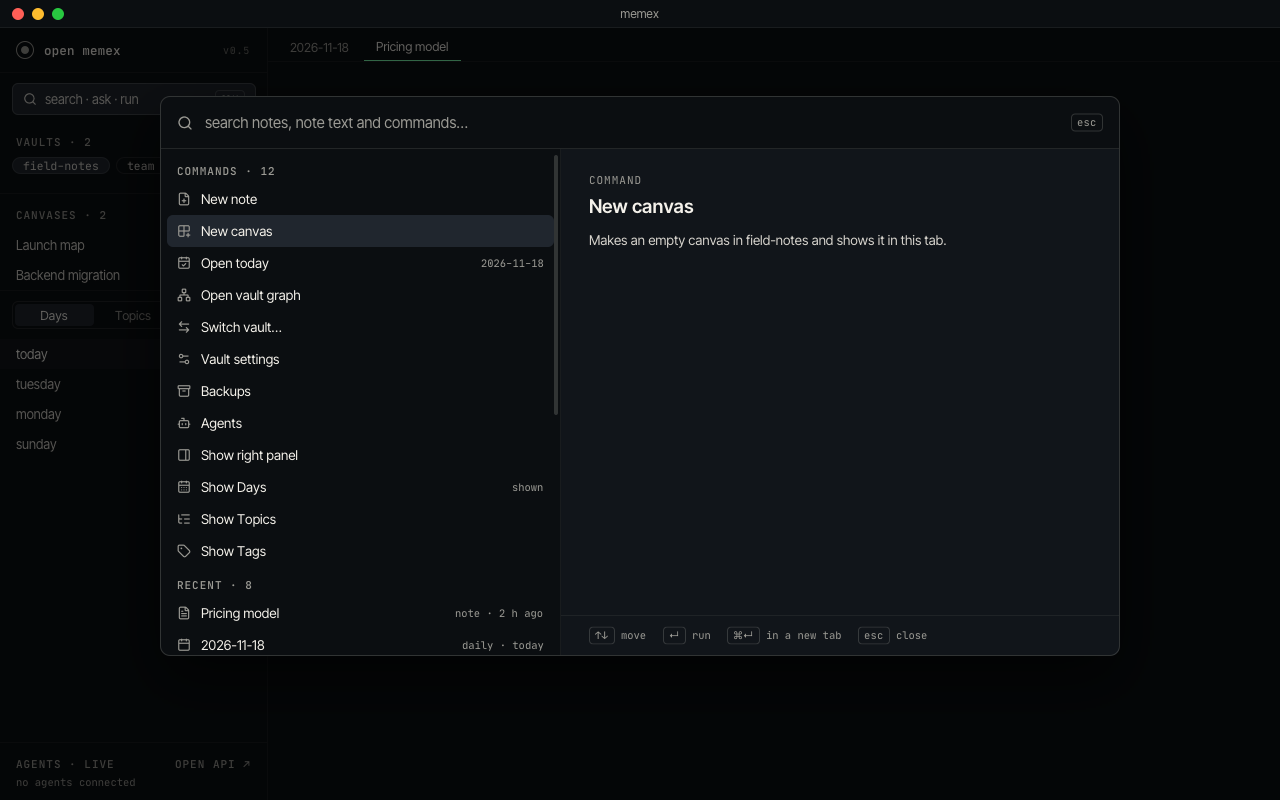 memex
open memex v0.5
2026-11-18 Pricing model
search · ask · run
VAULTS · 2
field-notes team
CANVASES · 2
Launch map
Backend migration
Days Topics
today
tuesday
monday
sunday
AGENTS · LIVE OPEN API ↗
no agents connected
search notes, note text and commands… esc
COMMANDS · 12
New note
New canvas
Open today 2026-11-18
Open vault graph
Switch vault…
Vault settings
Backups
Agents
Show right panel
Show Days shown
Show Topics
Show Tags
RECENT · 8
Pricing model note · 2 h ago
2026-11-18 daily · today
COMMAND
New canvas
Makes an empty canvas in field-notes and shows it in this tab.
↑↓ move ↵ run ⌘↵ in a new tab esc close